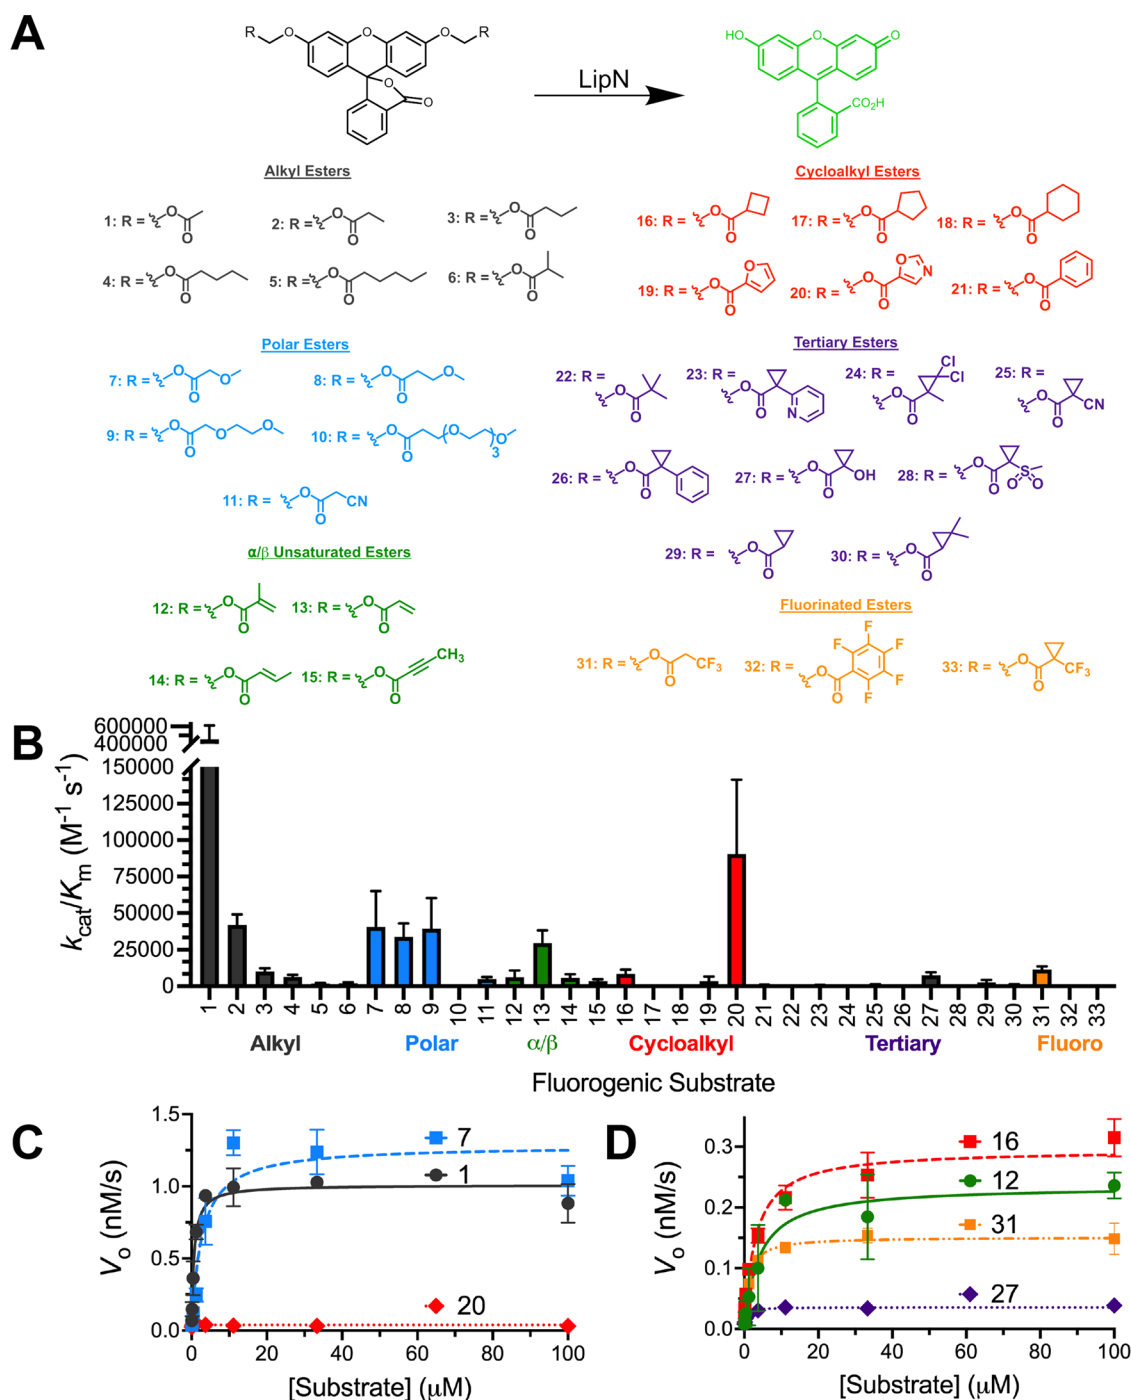 A
R
O
O
O
R
O
O
LipN
HO
O
O
CO2H
Alkyl Esters
1: R =
2: R =
3: R =
4: R =
5: R =
6: R =
Cycloalkyl Esters
16: R =
17: R =
18: R =
19: R =
20: R =
21: R =
Polar Esters
7: R =
8: R =
9: R =
10: R =
3
11: R =
CN
α/β Unsaturated Esters
12: R =
13: R =
14: R =
15: R =
CH3
Tertiary Esters
22: R =
23: R =
24: R =
Cl
Cl
25:
R =
CN
26: R =
27: R =
OH
28: R =
29: R =
30: R =
Fluorinated Esters
31: R =
CF3
32: R =
F
F
F
F
F
33: R =
CF3
B
kcat/Km (M-1 s-1)
600000
400000
150000
125000
100000
75000
50000
25000
0
1 2 3 4 5 6 7 8 9 10 11 12 13 14 15 16 17 18 19 20 21 22 23 24 25 26 27 28 29 30 31 32 33
Alkyl Polar α/β Cycloalkyl Tertiary Fluoro
Fluorogenic Substrate
C
Vo (nM/s)
1.5
1.0
0.5
0.0
7
1
20
0 20 40 60 80 100
[Substrate] (μM)
D
Vo (nM/s)
0.3
0.2
0.1
0.0
16
12
31
27
0 20 40 60 80 100
[Substrate] (μM)